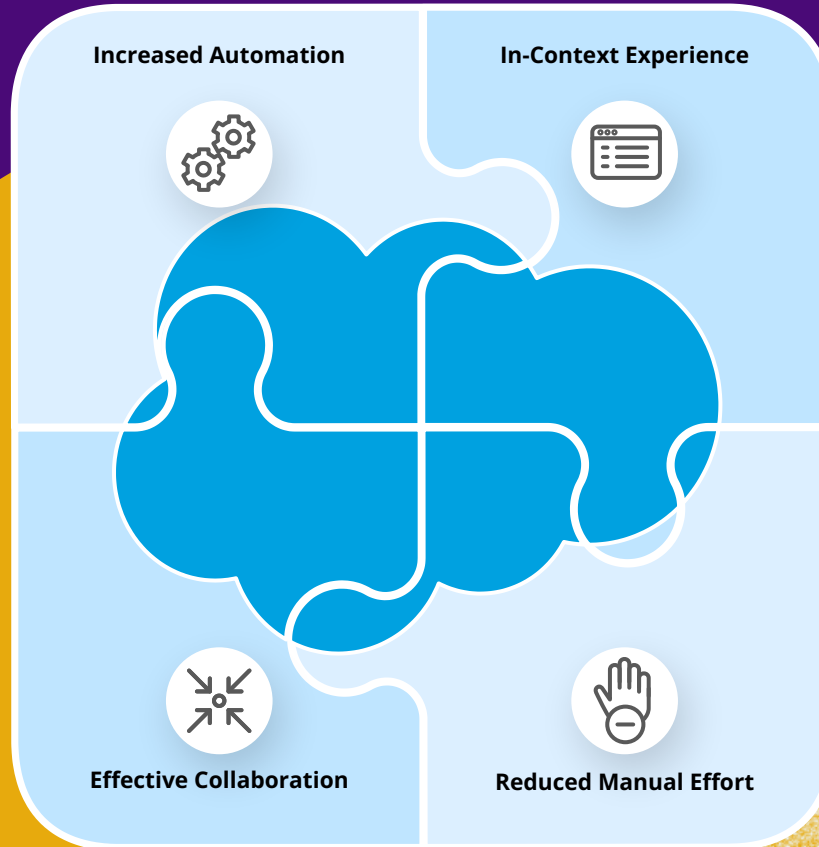 Increased Automation
In-Context Experience
Effective Collaboration
Reduced Manual Effort